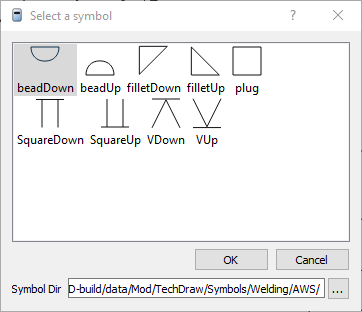 Select a symbol
?
beadDown beadUp filletDown filletUp plug
SquareDown SquareUp VDown VUp
OK Cancel
Symbol Dir D-build/data/Mod/TechDraw/Symbols/Welding/AWS/ ...